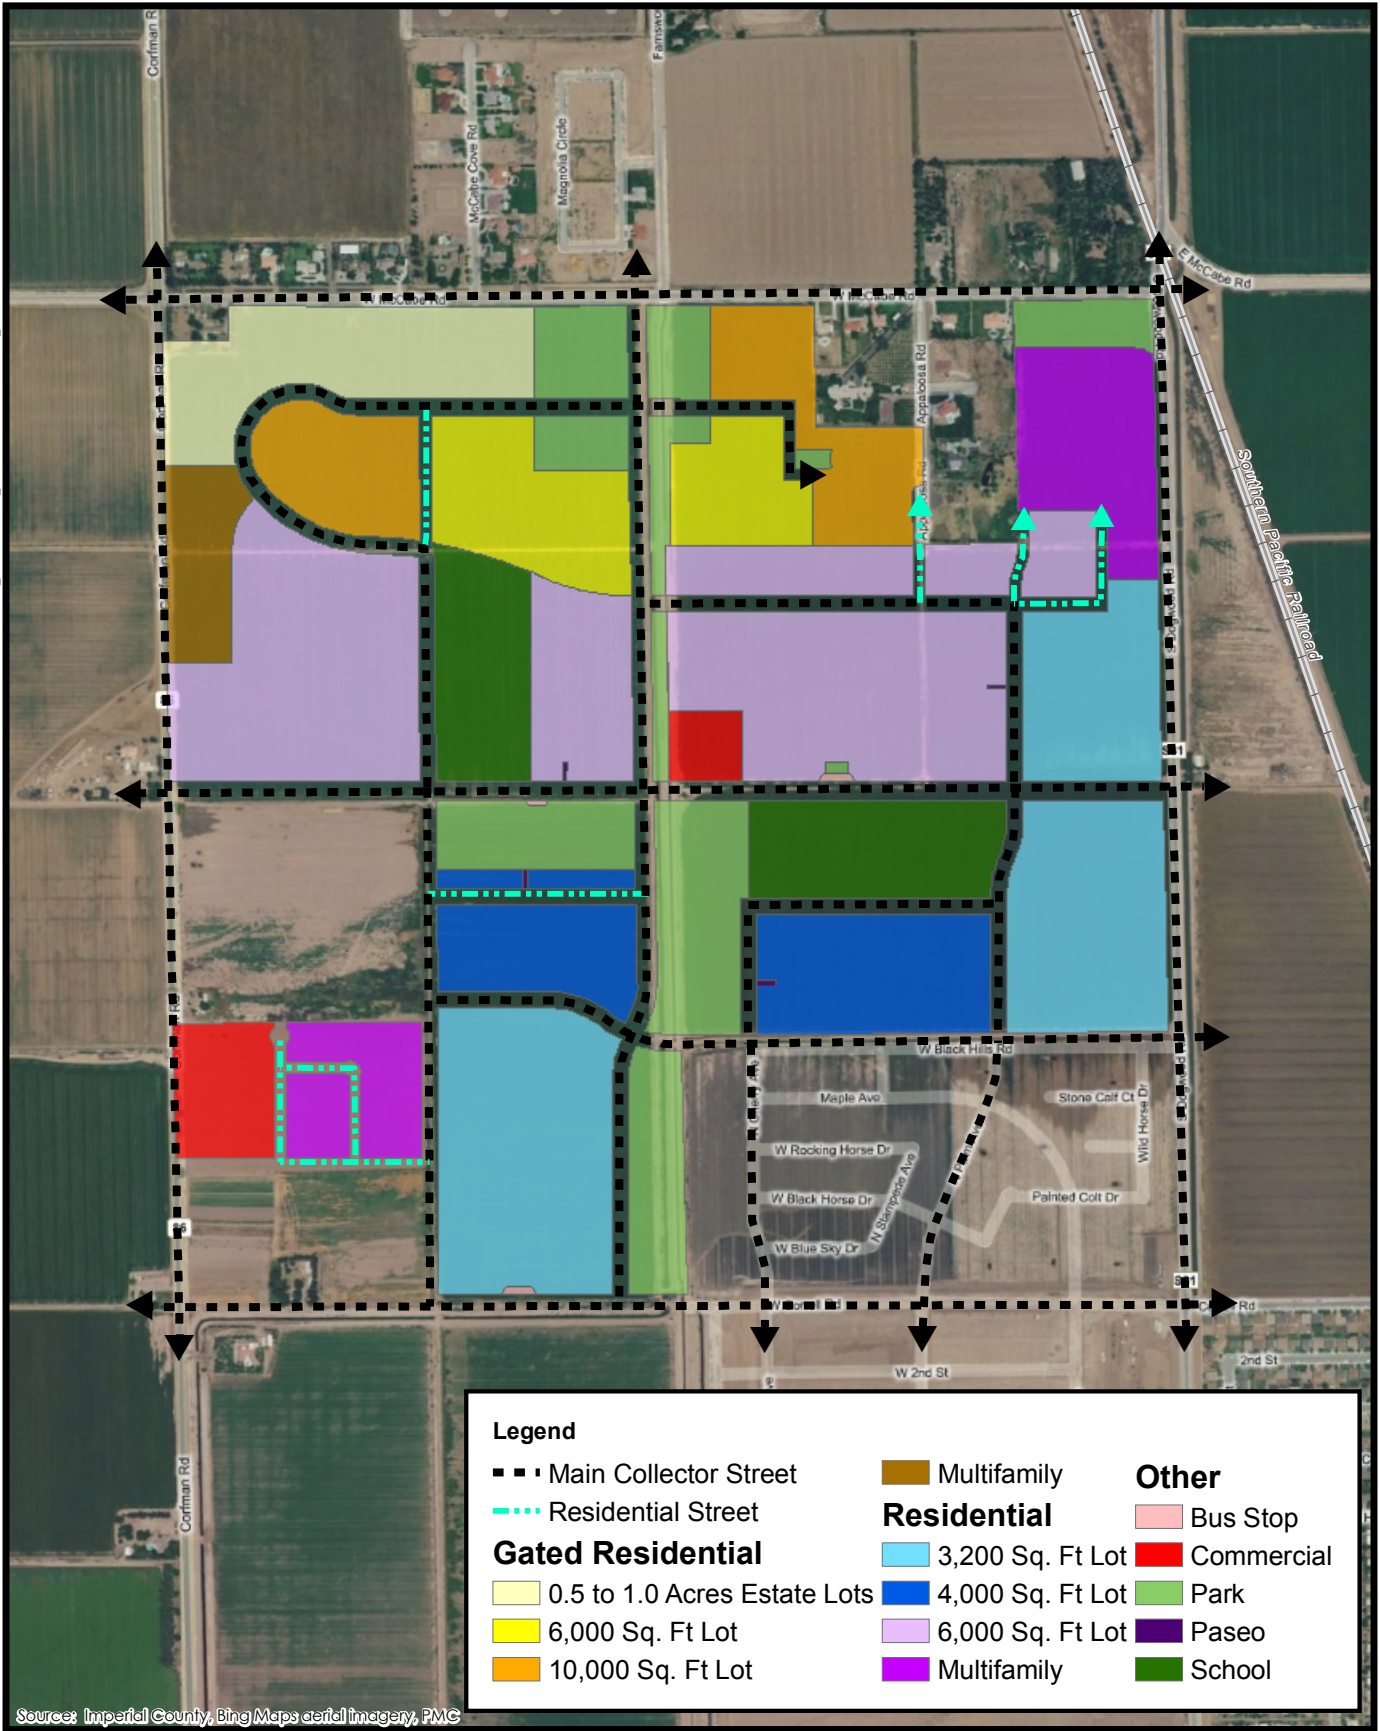 Corfman R
Farnswo
McCabe Cove Rd
Magnolia Circle
E McCabe Rd
W McCabe Rd
W McCabe Rd
Appaloosa Rd
Southern Pacific Railroad
S Dogwood Rd
W Black Hills Rd
N Cherry Ave
Maple Ave
Stone Calf Ct
Wild Horse Dr
W Rocking Horse Dr
W Black Horse Dr
N Stampede Ave
Painted Colt Dr
W Blue Sky Dr
W 2nd St
2nd St
Corfman Rd
Legend
Main Collector Street
Residential Street
Gated Residential
0.5 to 1.0 Acres Estate Lots
6,000 Sq. Ft Lot
10,000 Sq. Ft Lot
Multifamily
Residential
3,200 Sq. Ft Lot
4,000 Sq. Ft Lot
6,000 Sq. Ft Lot
Multifamily
Other
Bus Stop
Commercial
Park
Paseo
School
Source: Imperial County, Bing Maps aerial imagery, PMC